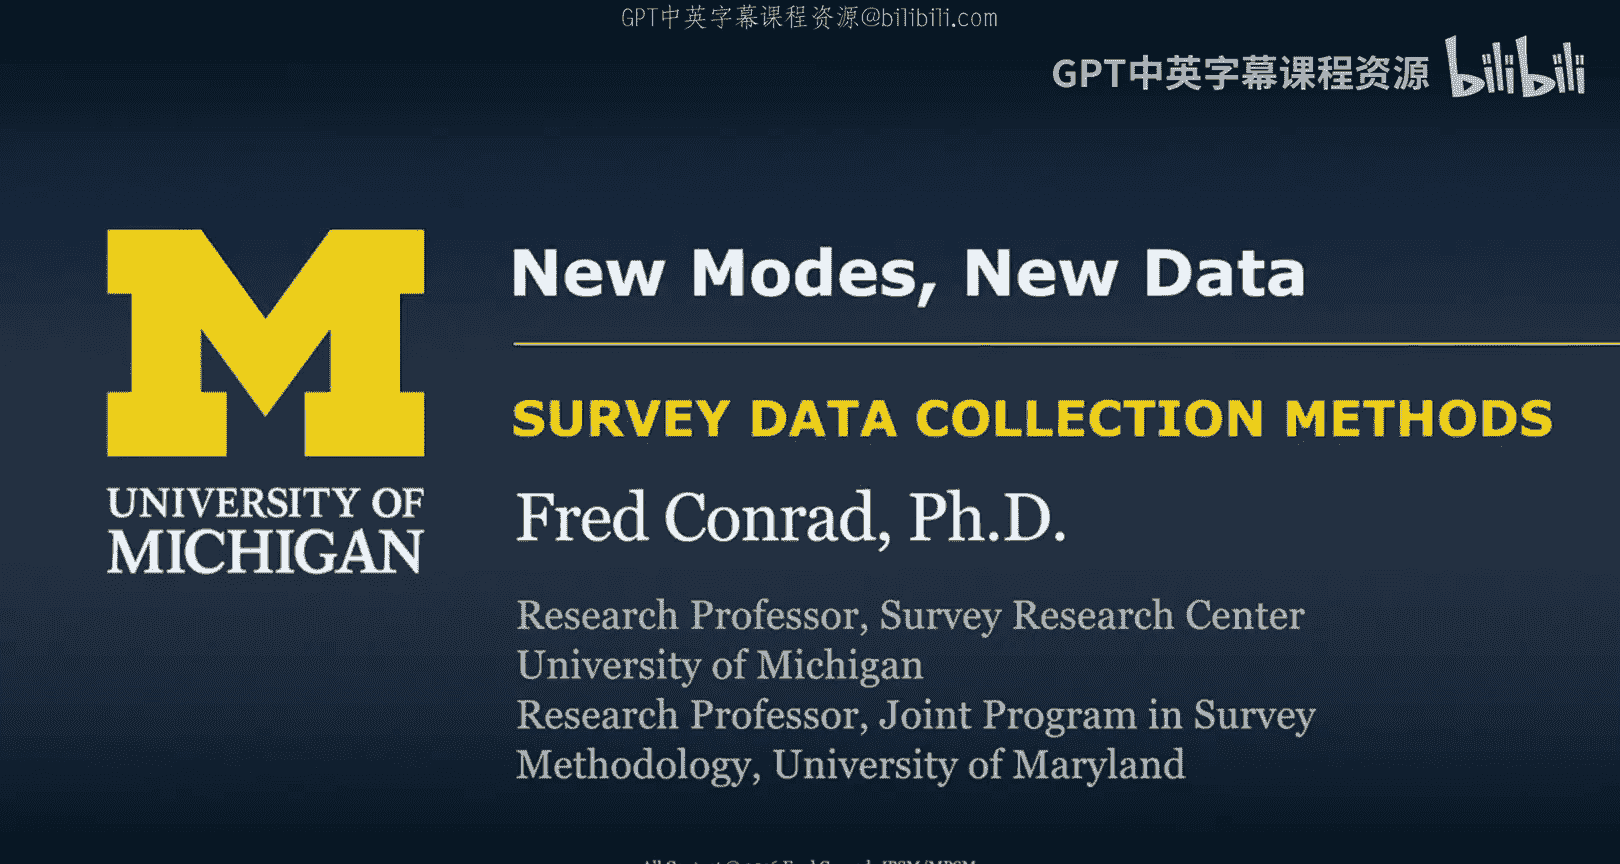 GPT中英字幕课程资源@bilibili.com
GPT中英字幕课程资源 bilibili
New Modes, New Data
SURVEY DATA COLLECTION METHODS
Fred Conrad, Ph.D.
UNIVERSITY OF
MICHIGAN
Research Professor, Survey Research Center
University of Michigan
Research Professor, Joint Program in Survey
Methodology, University of Maryland